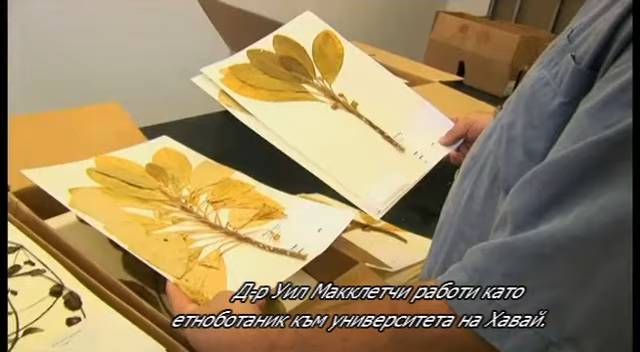 Д-р Уил Макклетчи работи като
етноботаник към университета на Хавай.